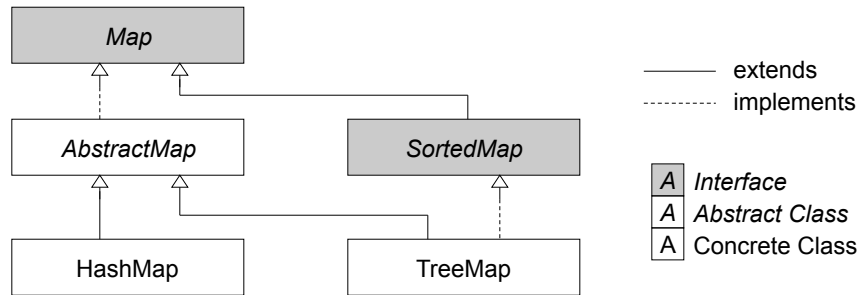 Map
extends
implements
AbstractMap
SortedMap
A Interface
A Abstract Class
A Concrete Class
HashMap
TreeMap